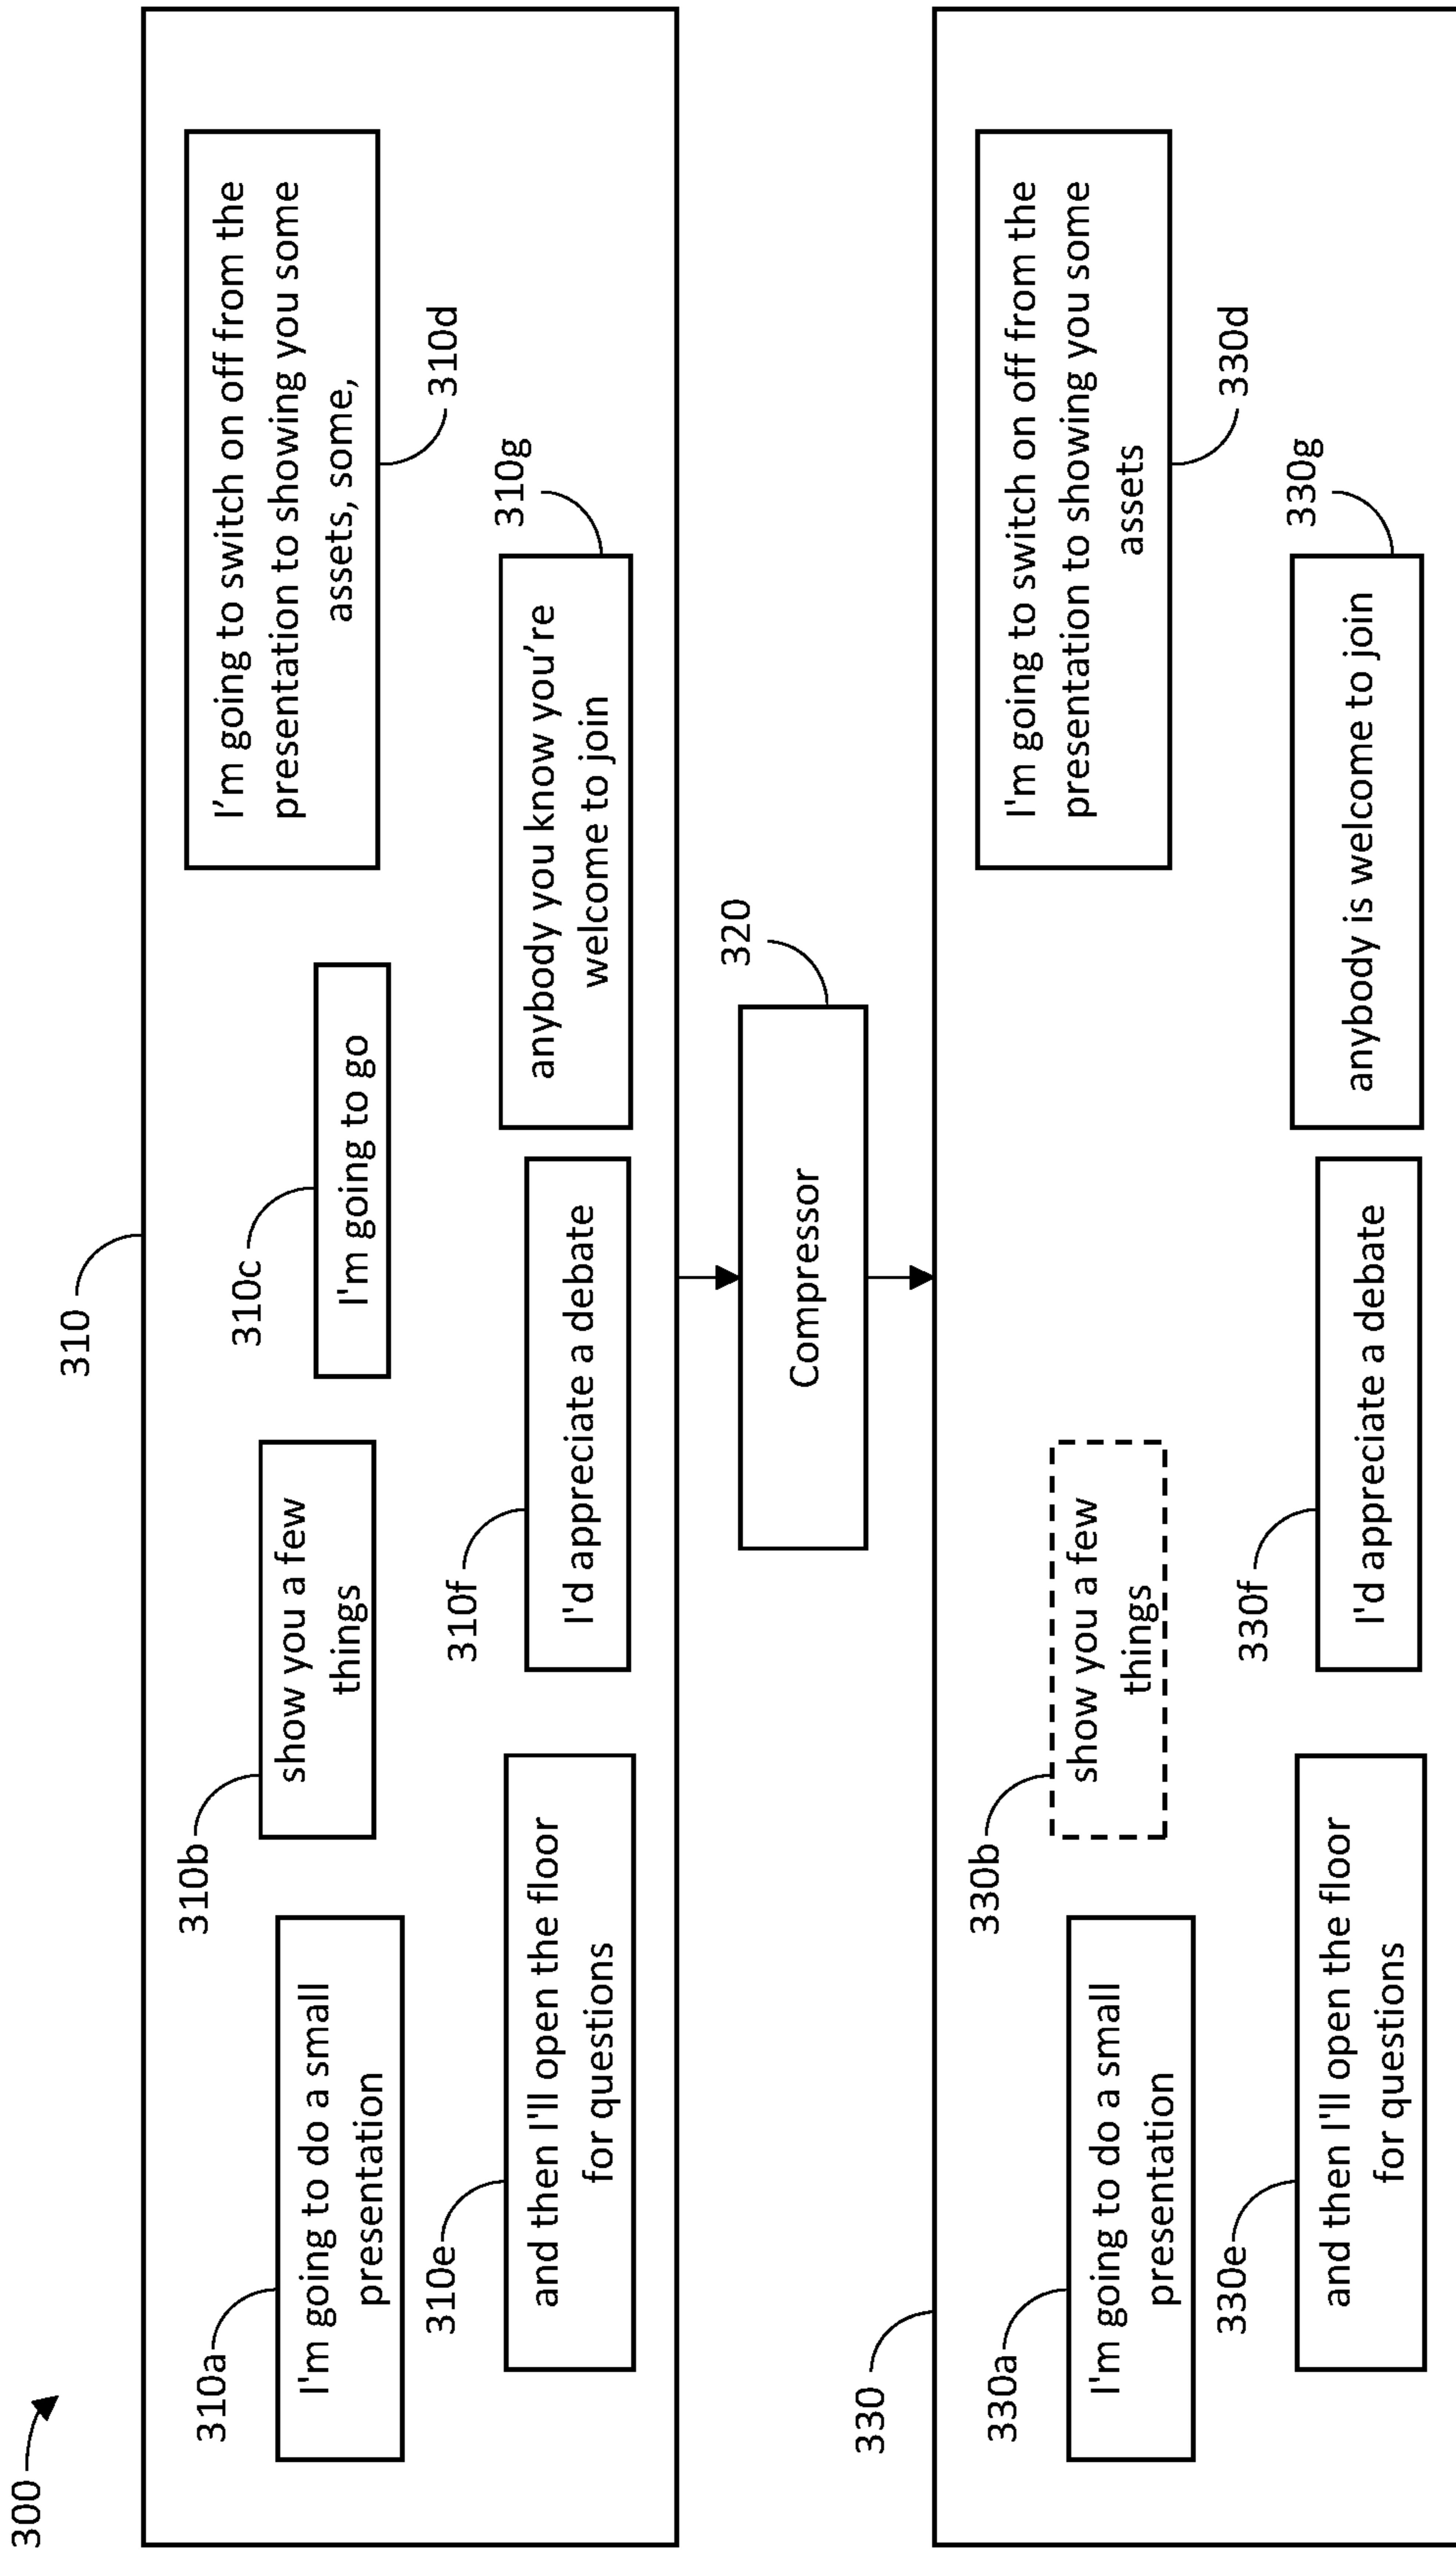 300
310
310a
I'm going to do a small
presentation
310b
show you a few
things
310c
I'm going to go
I'm going to switch on off from the
presentation to showing you some
assets, some,
310d
310e
and then I'll open the floor
for questions
310f
I'd appreciate a debate
310g
anybody you know you're
welcome to join
320
Compressor
330
330a
I'm going to do a small
presentation
330b
show you a few
things
I'm going to switch on off from the
presentation to showing you some
assets
330d
330e
and then I'll open the floor
for questions
330f
I'd appreciate a debate
330g
anybody is welcome to join